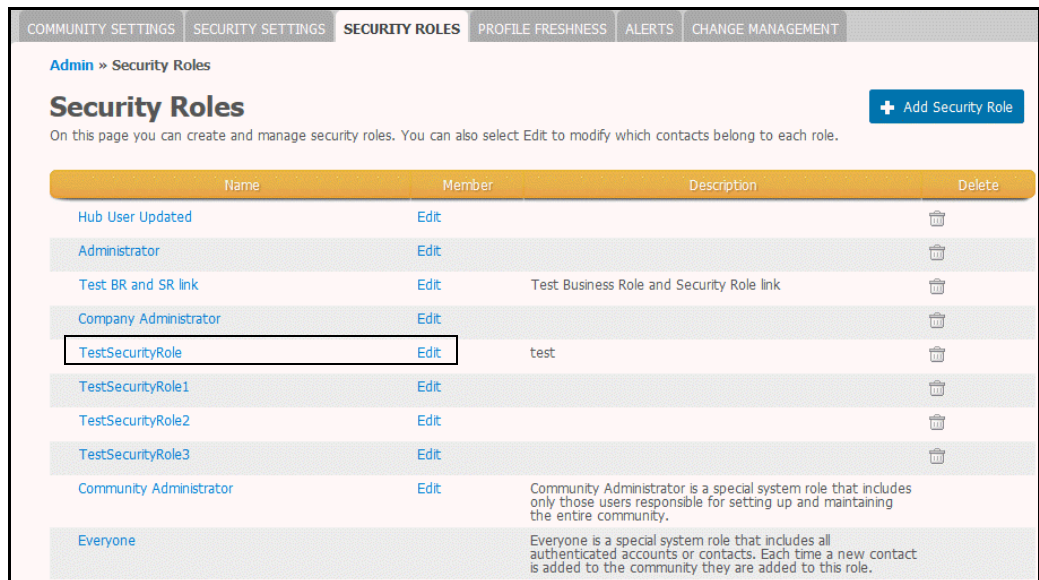 COMMUNITY SETTINGS SECURITY SETTINGS SECURITY ROLES PROFILE FRESHNESS ALERTS CHANGE MANAGEMENT
Admin » Security Roles
Security Roles
+ Add Security Role
On this page you can create and manage security roles. You can also select Edit to modify which contacts belong to each role.
Name Member Description Delete
Hub User Updated Edit
Administrator Edit
Test BR and SR link Edit Test Business Role and Security Role link
Company Administrator Edit
TestSecurityRole Edit test
TestSecurityRole1 Edit
TestSecurityRole2 Edit
TestSecurityRole3 Edit
Community Administrator Edit Community Administrator is a special system role that includes
only those users responsible for setting up and maintaining
the entire community.
Everyone Everyone is a special system role that includes all
authenticated accounts or contacts. Each time a new contact
is added to the community they are added to this role.